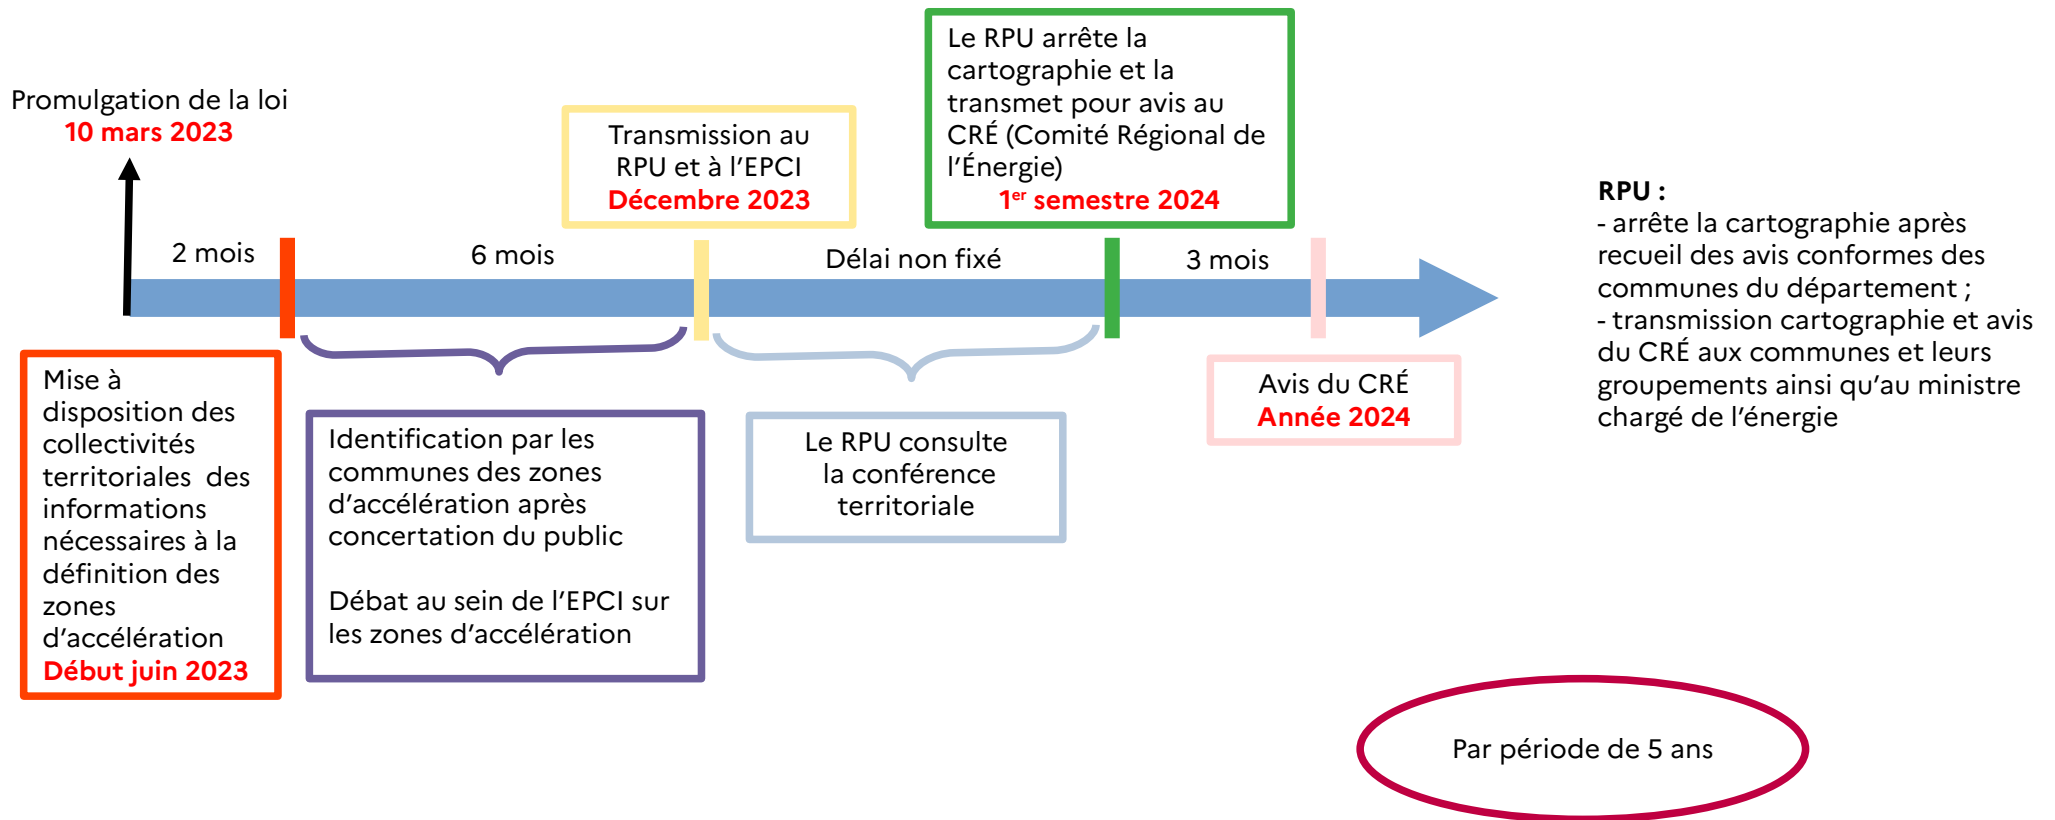 Promulgation de la loi
10 mars 2023
2 mois
6 mois
Délai non fixé
3 mois
Mise à
disposition des
collectivités
territoriales des
informations
nécessaires à la
définition des
zones
d'accélération
Début juin 2023
Identification par les
communes des zones
d'accélération après
concertation du public
Débat au sein de l'EPCI sur
les zones d'accélération
Transmission au
RPU et à l'EPCI
Décembre 2023
Le RPU consulte
la conférence
territoriale
Le RPU arrête la
cartographie et la
transmet pour avis au
CRÉ (Comité Régional de
l'Énergie)
1er semestre 2024
Avis du CRÉ
Année 2024
RPU :
- arrête la cartographie après
recueil des avis conformes des
communes du département ;
- transmission cartographie et avis
du CRÉ aux communes et leurs
groupements ainsi qu'au ministre
chargé de l'énergie
Par période de 5 ans